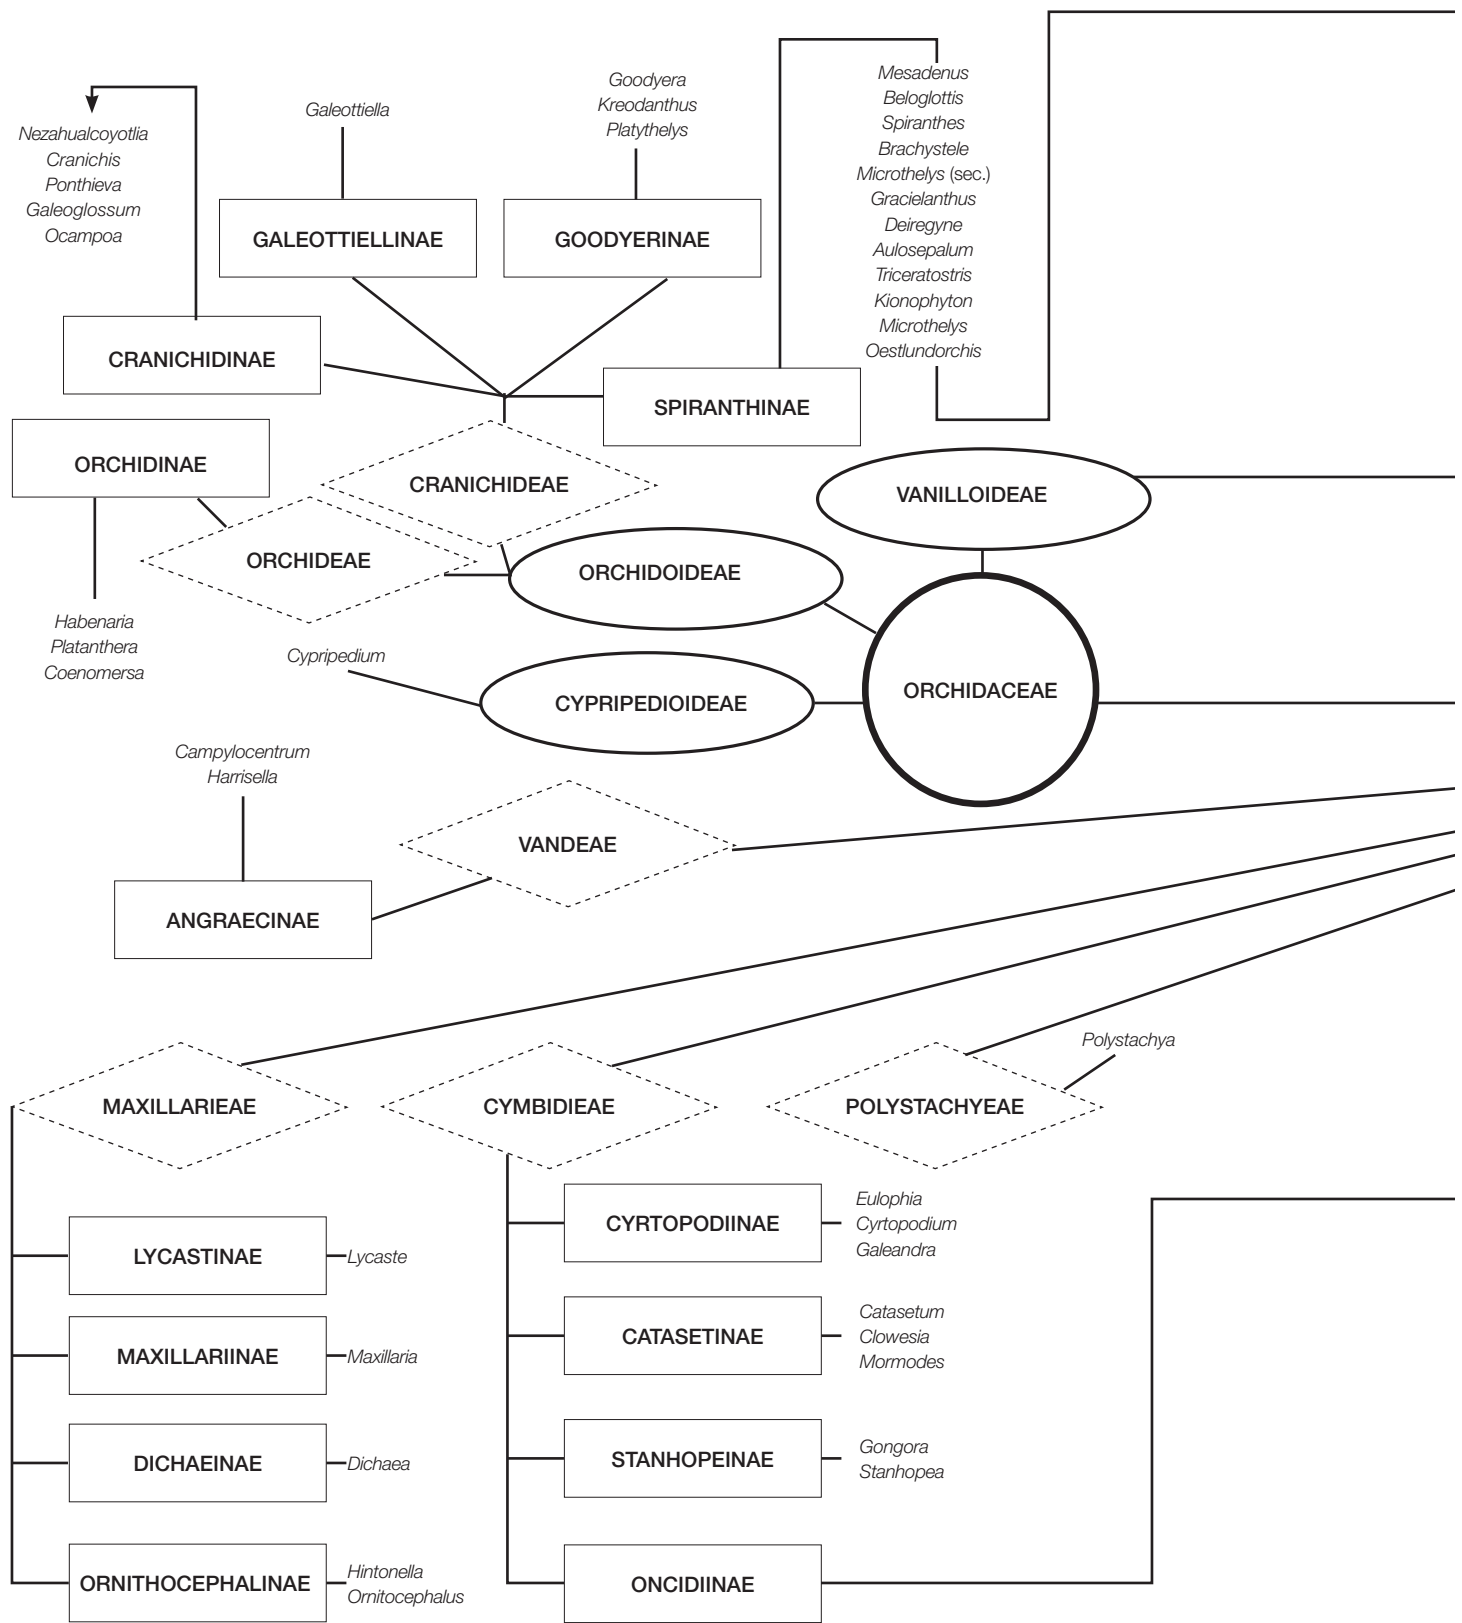 Nezahualcoyotlia
Cranichis
Ponthieva
Galeoglossum
Ocampoa
Galeottiella
Goodyera
Kreodanthus
Platythelys
Mesadenus
Beloglottis
Spiranthes
Brachystele
Microthelys (sec.)
Gracielanthus
Deiregyne
Aulosepalum
Triceratostris
Kionophyton
Microthelys
Oestlundorchis
GALEOTTIELLINAE
GOODYERINAE
CRANICHIDINAE
SPIRANTHINAE
ORCHIDINAE
CRANICHIDEAE
VANILLOIDEAE
ORCHIDEAE
ORCHIDOIDEAE
Habenaria
Platanthera
Coenomersa
Cypripedium
CYPRIPEDIOIDEAE
ORCHIDACEAE
Campylocentrum
Harrisella
VANDEAE
ANGRAECINAE
Polystachya
MAXILLARIEAE
CYMBIDIEAE
POLYSTACHYEAE
LYCASTINAE
Lycaste
MAXILLARIINAE
Maxillaria
DICHAEINAE
Dichaea
ORNITHOCEPHALINAE
Hintonella
Ornitocephalus
CYRTOPODIINAE
Eulophia
Cyrtopodium
Galeandra
CATASETINAE
Catasetum
Clowesia
Mormodes
STANHOPEINAE
Gongora
Stanhopea
ONCIDIINAE